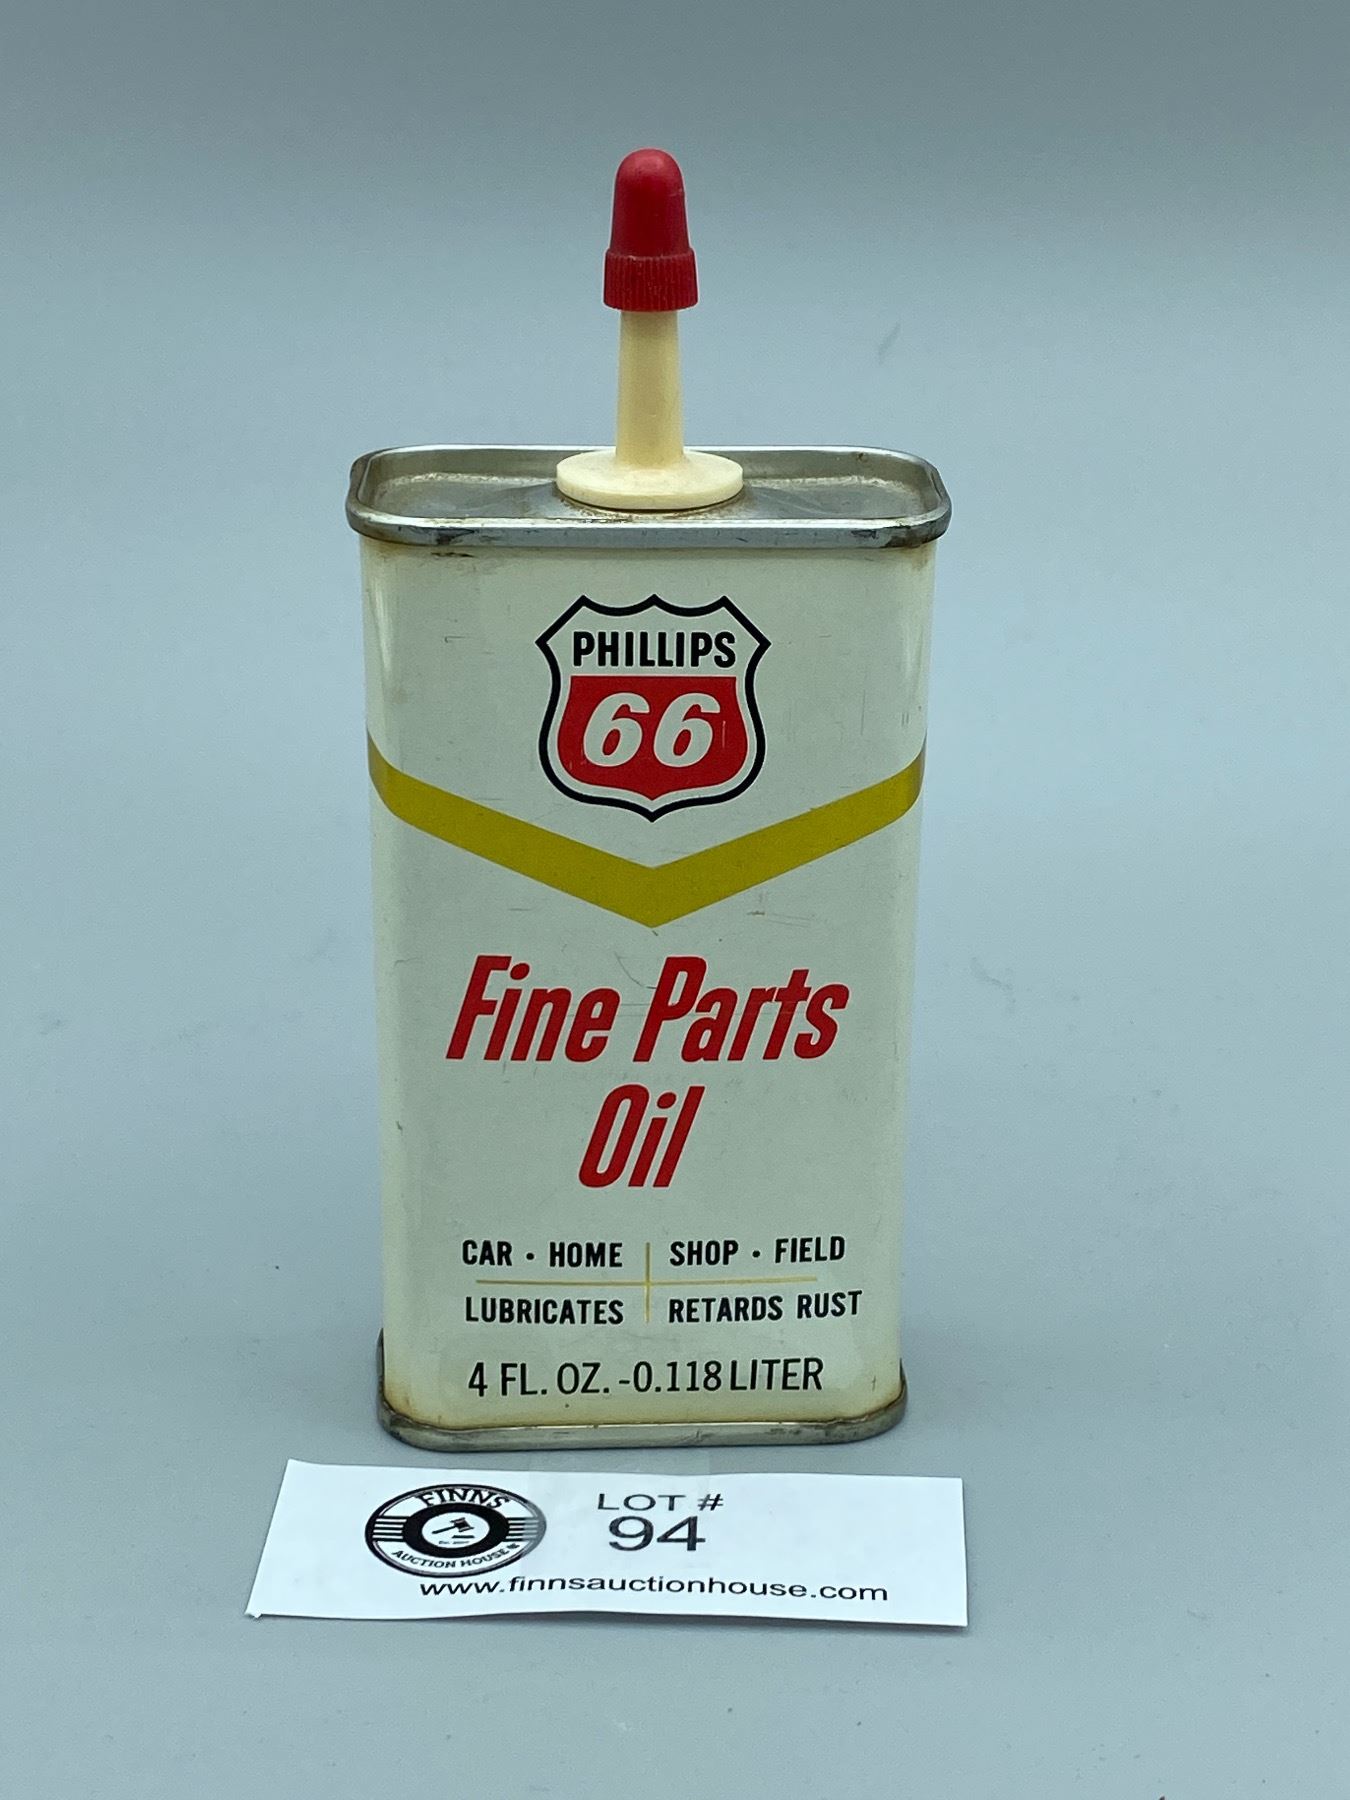 PHILLIPS
66
Fine Parts
Oil
CAR · HOME SHOP · FIELD
LUBRICATES RETARDS RUST
4 FL. OZ. -0.118 LITER
FINNS
AUCTION HOUSE
LOT #
94
www.finnsauctionhouse.com